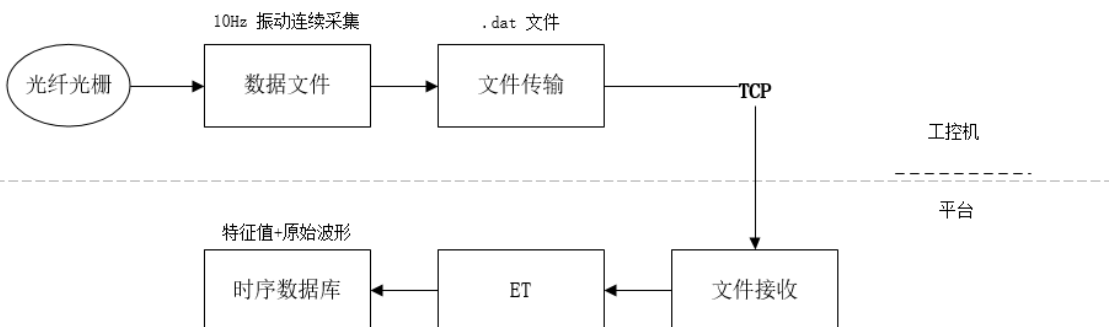 10Hz 振动连续采集
.dat 文件
光纤光栅
数据文件
文件传输
TCP
工控机
平台
特征值+原始波形
时序数据库
ET
文件接收